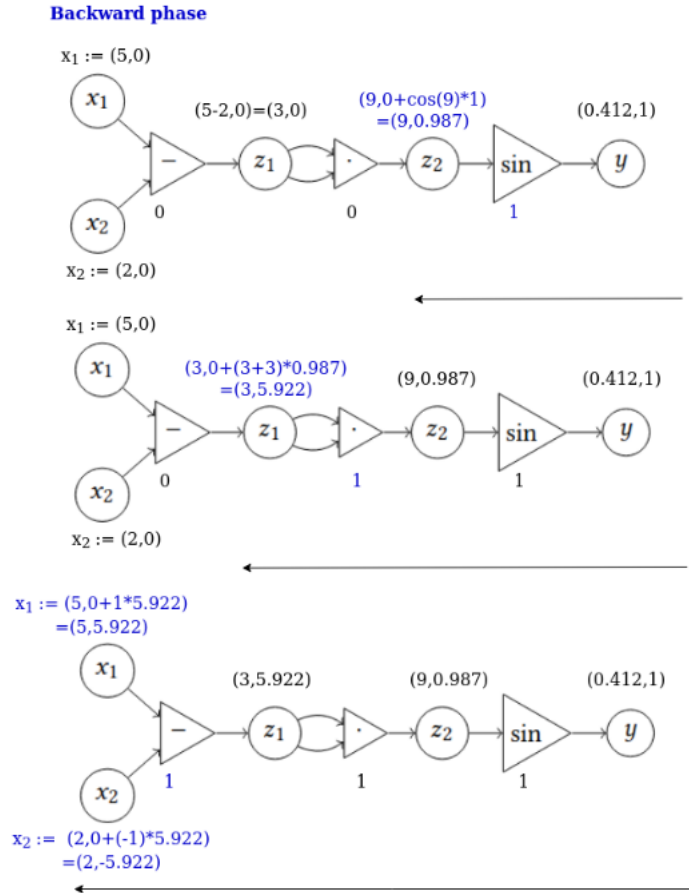 Backward phase
x₁ := (5,0)
x₁
(5-2,0)=(3,0)
(9,0+cos(9)*1)
=(9,0.987)
(0.412,1)
−
z₁
·
z₂
sin
y
0
0
1
x₂
x₂ := (2,0)
x₁ := (5,0)
x₁
(3,0+(3+3)*0.987)
=(3,5.922)
(9,0.987)
(0.412,1)
−
z₁
·
z₂
sin
y
0
1
1
x₂
x₂ := (2,0)
x₁ := (5,0+1*5.922)
=(5,5.922)
x₁
(3,5.922)
(9,0.987)
(0.412,1)
−
z₁
·
z₂
sin
y
1
1
1
x₂
x₂ := (2,0+(-1)*5.922)
=(2,-5.922)